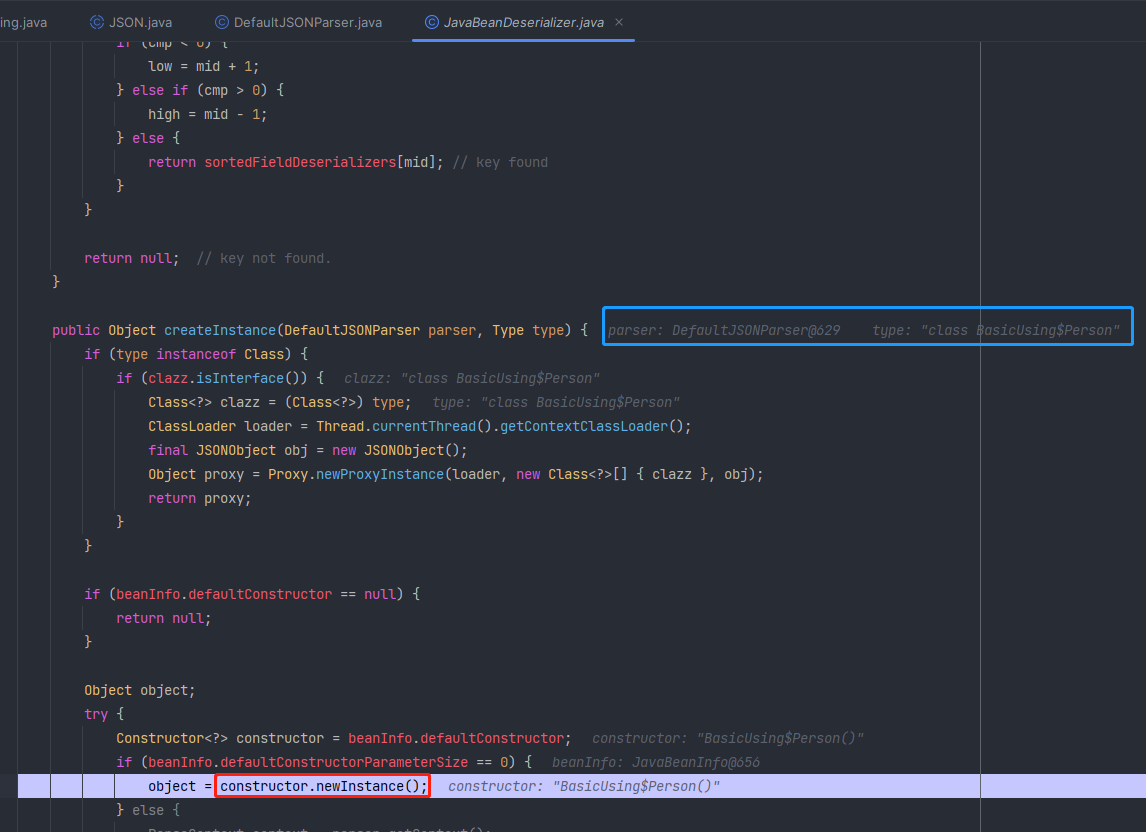 ing.java JSON.java DefaultJSONParser.java JavaBeanDeserializer.java ×
if (cmp < 0) {
low = mid + 1;
} else if (cmp > 0) {
high = mid - 1;
} else {
return sortedFieldDeserializers[mid]; // key found
}
}
return null;  // key not found.
}
public Object createInstance(DefaultJSONParser parser, Type type) { parser: DefaultJSONParser@629 type: "class BasicUsing$Person"
if (type instanceof Class) {
if (clazz.isInterface()) { clazz: "class BasicUsing$Person"
Class<?> clazz = (Class<?>) type; type: "class BasicUsing$Person"
ClassLoader loader = Thread.currentThread().getContextClassLoader();
final JSONObject obj = new JSONObject();
Object proxy = Proxy.newProxyInstance(loader, new Class<?>[] { clazz }, obj);
return proxy;
}
}
if (beanInfo.defaultConstructor == null) {
return null;
}
Object object;
try {
Constructor<?> constructor = beanInfo.defaultConstructor; constructor: "BasicUsing$Person()"
if (beanInfo.defaultConstructorParameterSize == 0) { beanInfo: JavaBeanInfo@656
object = constructor.newInstance(); constructor: "BasicUsing$Person()"
} else {
ParseContext context = parser.getContext();